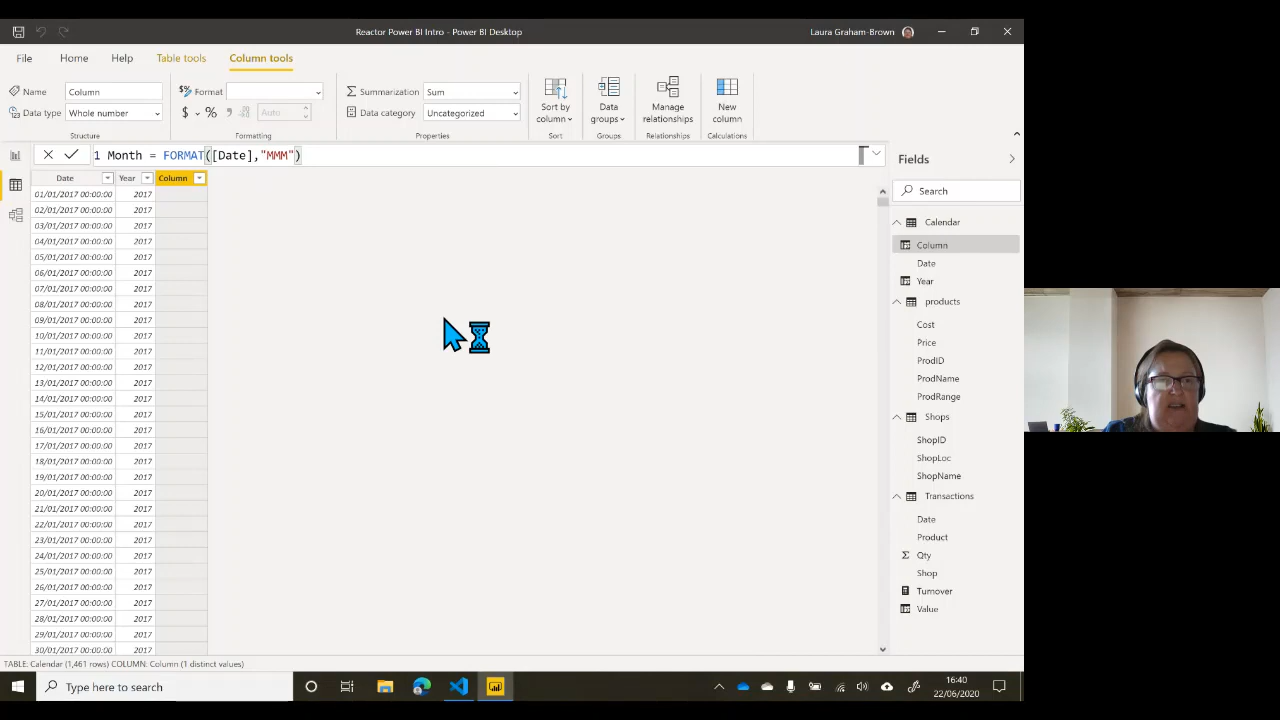 Reactor Power BI Intro - Power BI Desktop
Laura Graham-Brown
File Home Help Table tools Column tools
Name Column
Data type Whole number
Structure
Format
$ % Auto
Formatting
Summarization Sum
Data category Uncategorized
Properties
Sort by column
Sort
Data groups
Groups
Manage relationships
Relationships
New column
Calculations
1 Month = FORMAT([Date],"MMM")
Date Year Column
01/01/2017 00:00:00 2017
02/01/2017 00:00:00 2017
03/01/2017 00:00:00 2017
04/01/2017 00:00:00 2017
05/01/2017 00:00:00 2017
06/01/2017 00:00:00 2017
07/01/2017 00:00:00 2017
08/01/2017 00:00:00 2017
09/01/2017 00:00:00 2017
10/01/2017 00:00:00 2017
11/01/2017 00:00:00 2017
12/01/2017 00:00:00 2017
13/01/2017 00:00:00 2017
14/01/2017 00:00:00 2017
15/01/2017 00:00:00 2017
16/01/2017 00:00:00 2017
17/01/2017 00:00:00 2017
18/01/2017 00:00:00 2017
19/01/2017 00:00:00 2017
20/01/2017 00:00:00 2017
21/01/2017 00:00:00 2017
22/01/2017 00:00:00 2017
23/01/2017 00:00:00 2017
24/01/2017 00:00:00 2017
25/01/2017 00:00:00 2017
26/01/2017 00:00:00 2017
27/01/2017 00:00:00 2017
28/01/2017 00:00:00 2017
29/01/2017 00:00:00 2017
30/01/2017 00:00:00 2017
Fields
Search
Calendar
Column
Date
Year
products
Cost
Price
ProdID
ProdName
ProdRange
Shops
ShopID
ShopLoc
ShopName
Transactions
Date
Product
Qty
Shop
Turnover
Value
TABLE: Calendar (1,461 rows) COLUMN: Column (1 distinct values)
Type here to search
16:40
22/06/2020